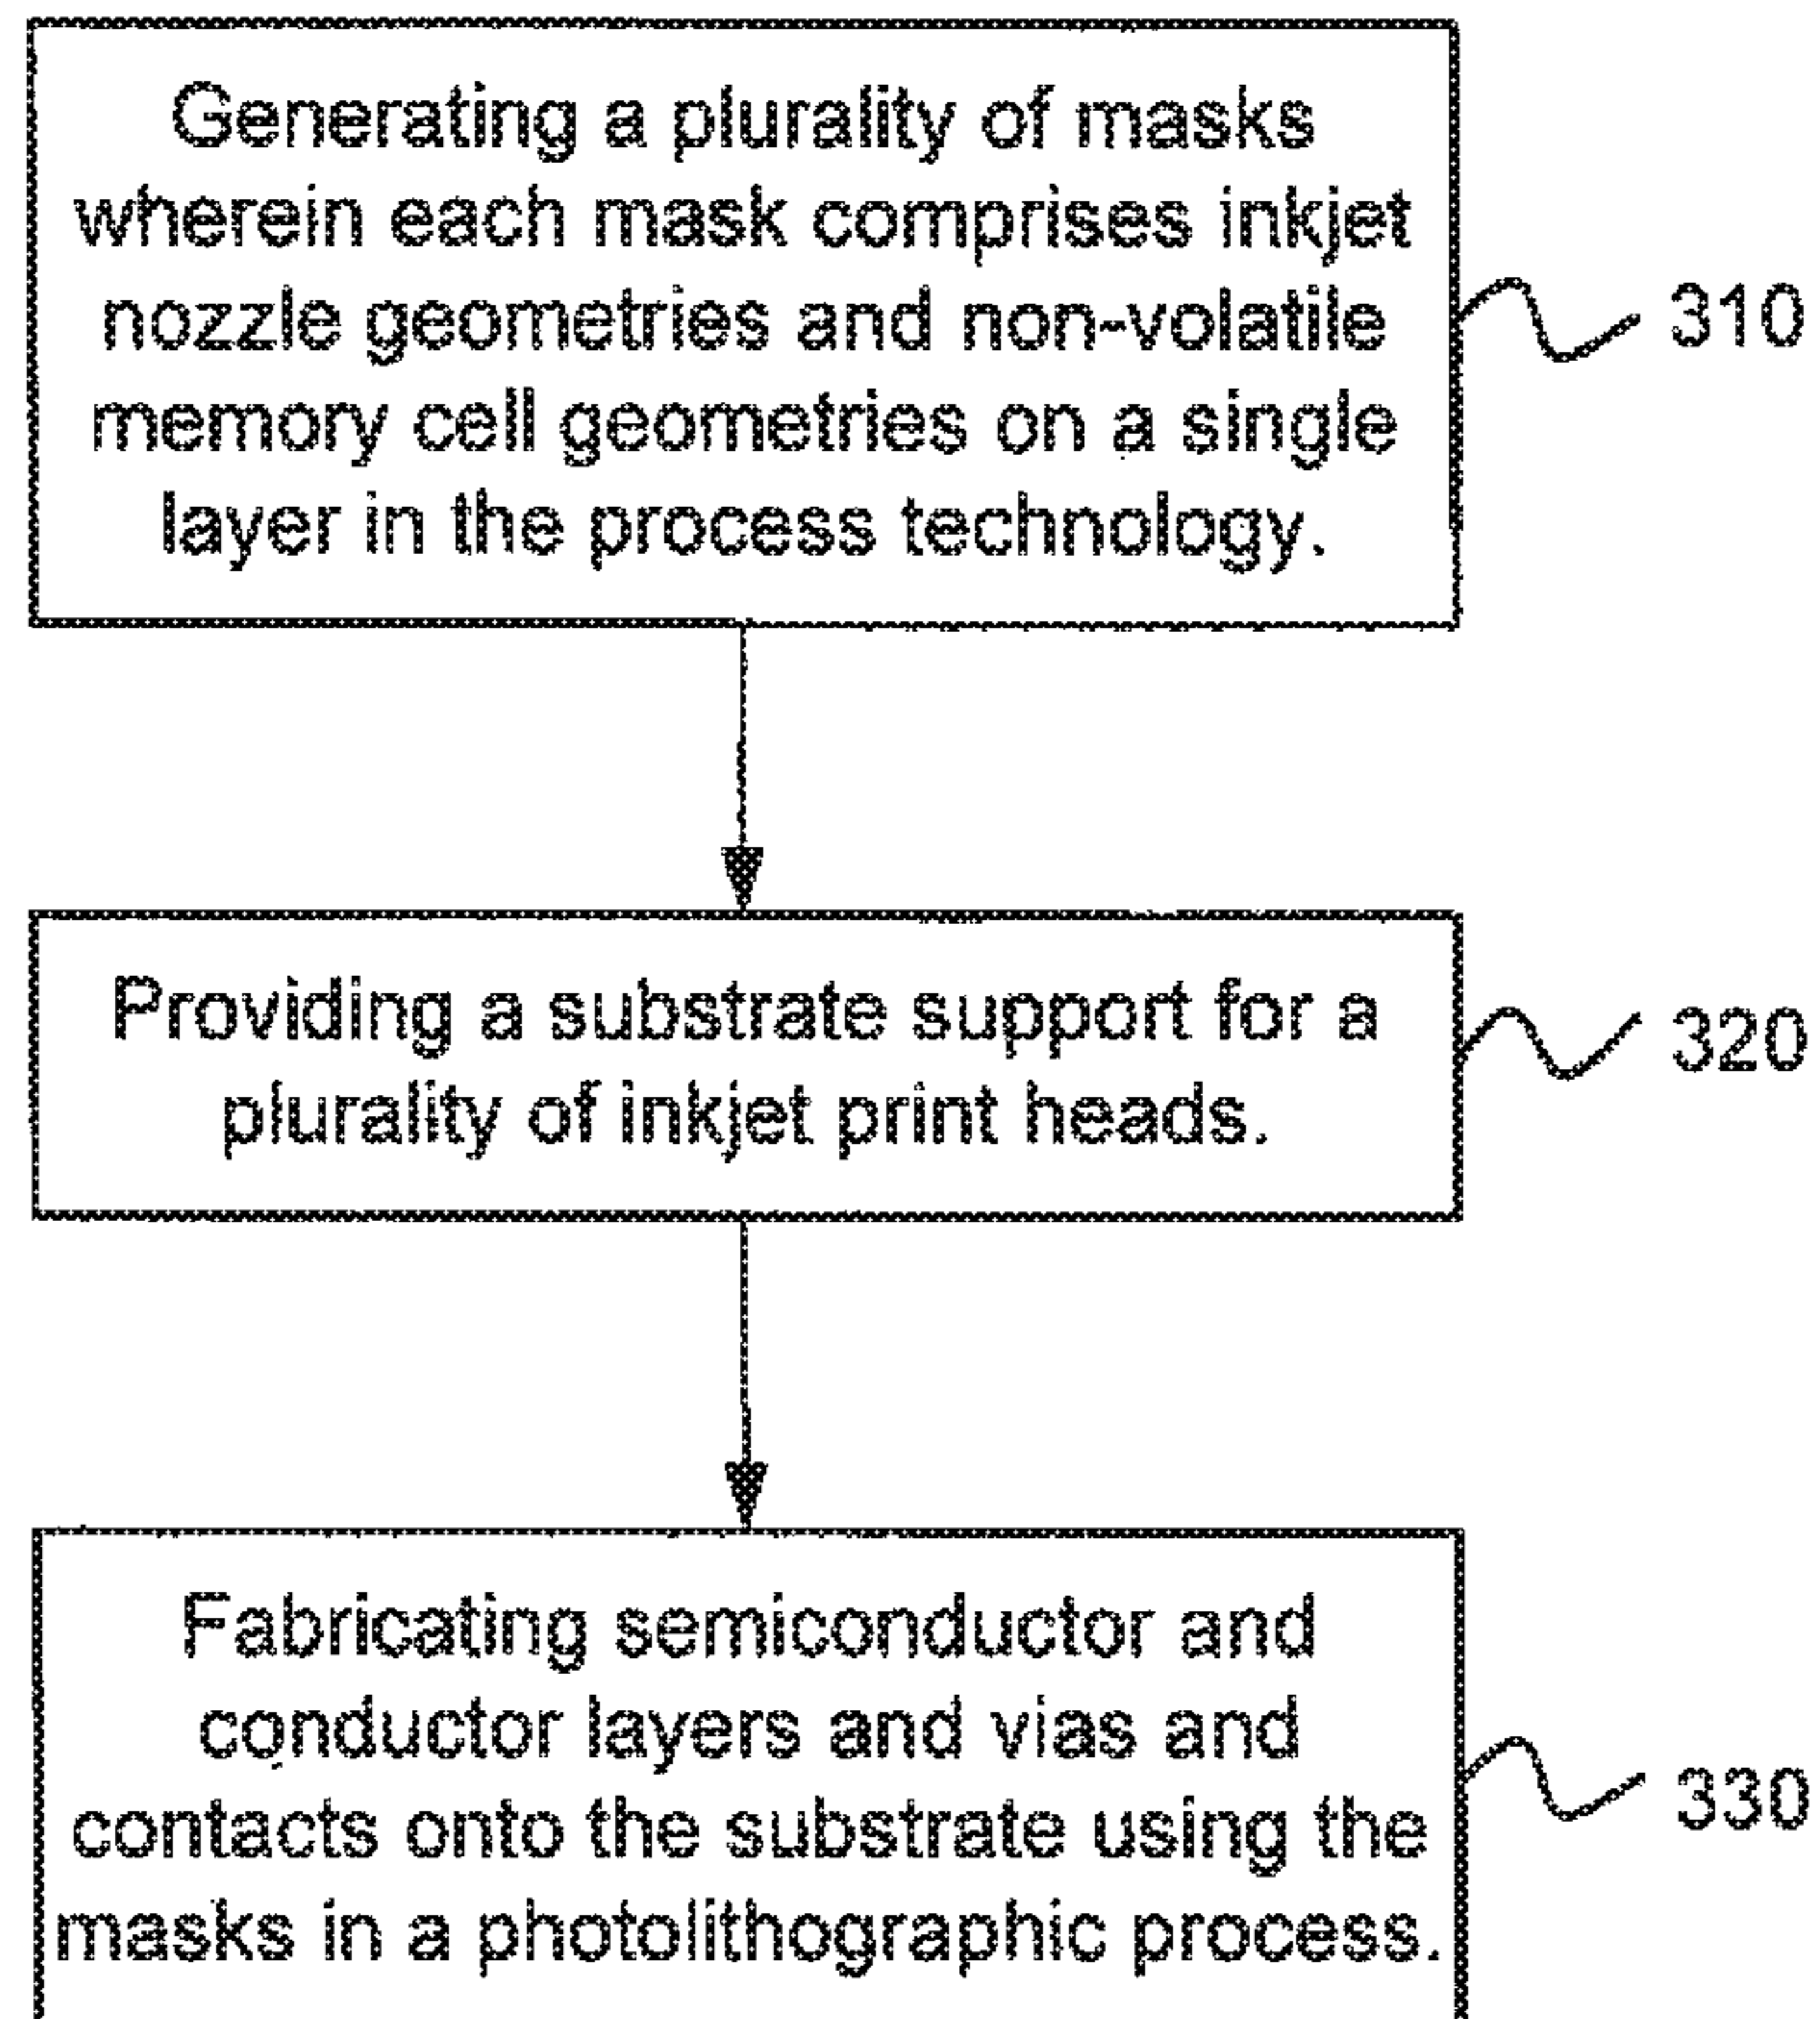 Generating a plurality of masks
wherein each mask comprises inkjet
nozzle geometries and non-volatile
memory cell geometries on a single
layer in the process technology.
310
Providing a substrate support for a
plurality of inkjet print heads.
320
Fabricating semiconductor and
conductor layers and vias and
contacts onto the substrate using the
masks in a photolithographic process.
330